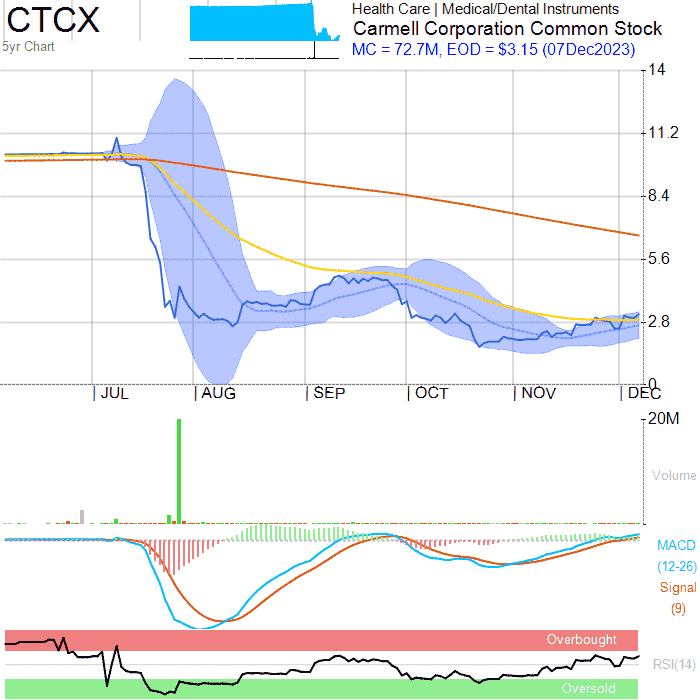 CTCX
5yr Chart
Health Care | Medical/Dental Instruments
Carmell Corporation Common Stock
MC = 72.7M, EOD = $3.15 (07Dec2023)
14
11.2
8.4
5.6
2.8
0
JUL AUG SEP OCT NOV DEC
20M
Volume
MACD
(12-26)
Signal
(9)
Overbought
RSI(14)
Oversold